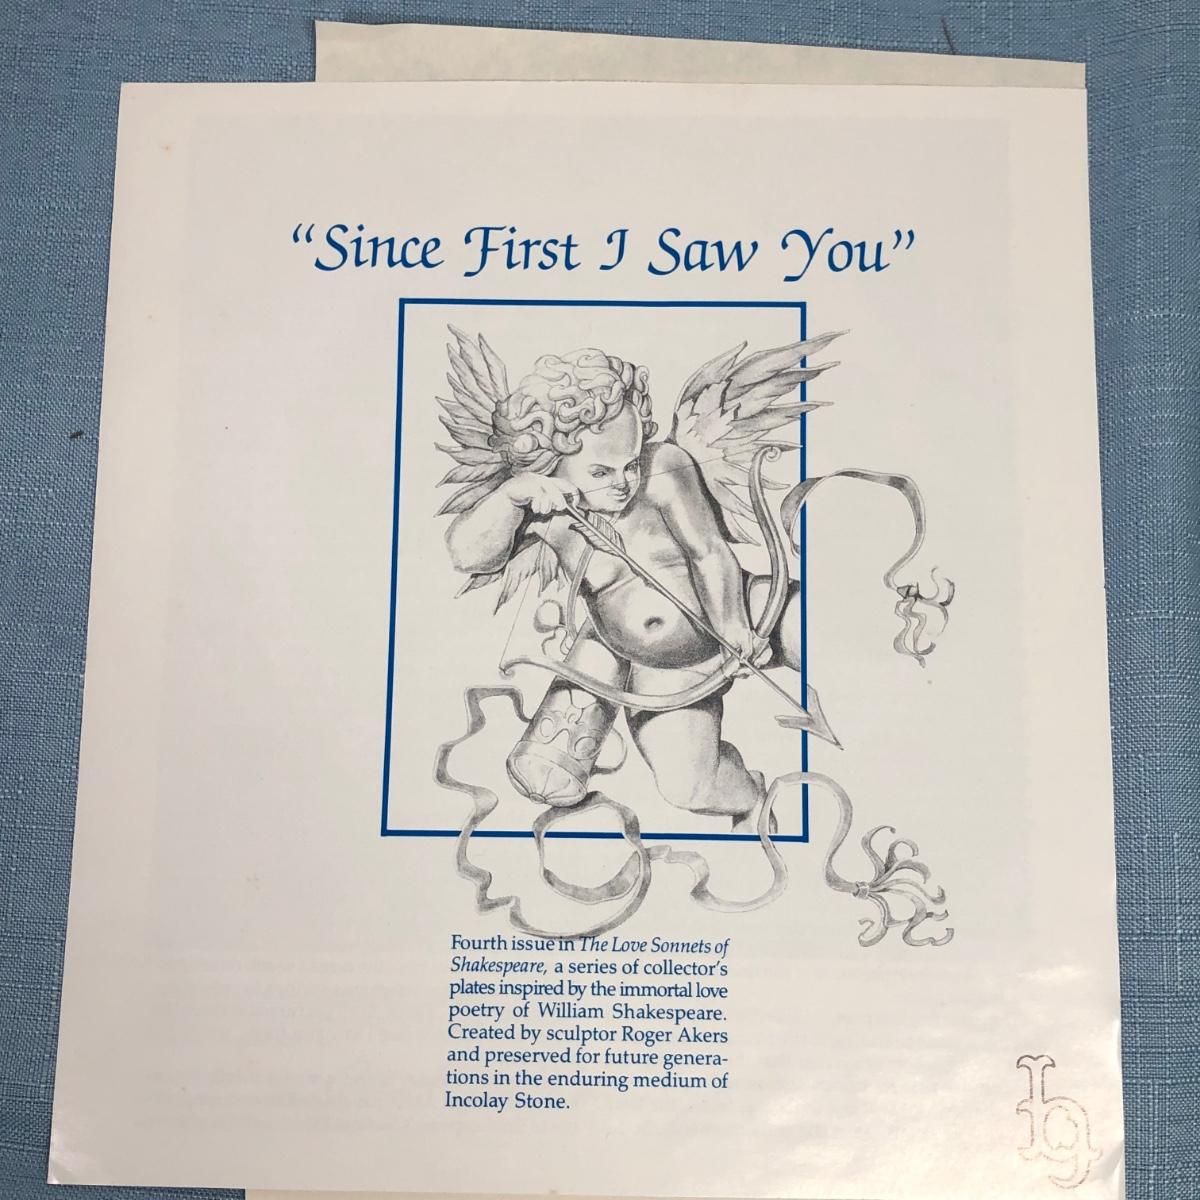 “Since First I Saw You”
Fourth issue in The Love Sonnets of
Shakespeare, a series of collector’s
plates inspired by the immortal love
poetry of William Shakespeare.
Created by sculptor Roger Akers
and preserved for future genera-
tions in the enduring medium of
Incolay Stone.